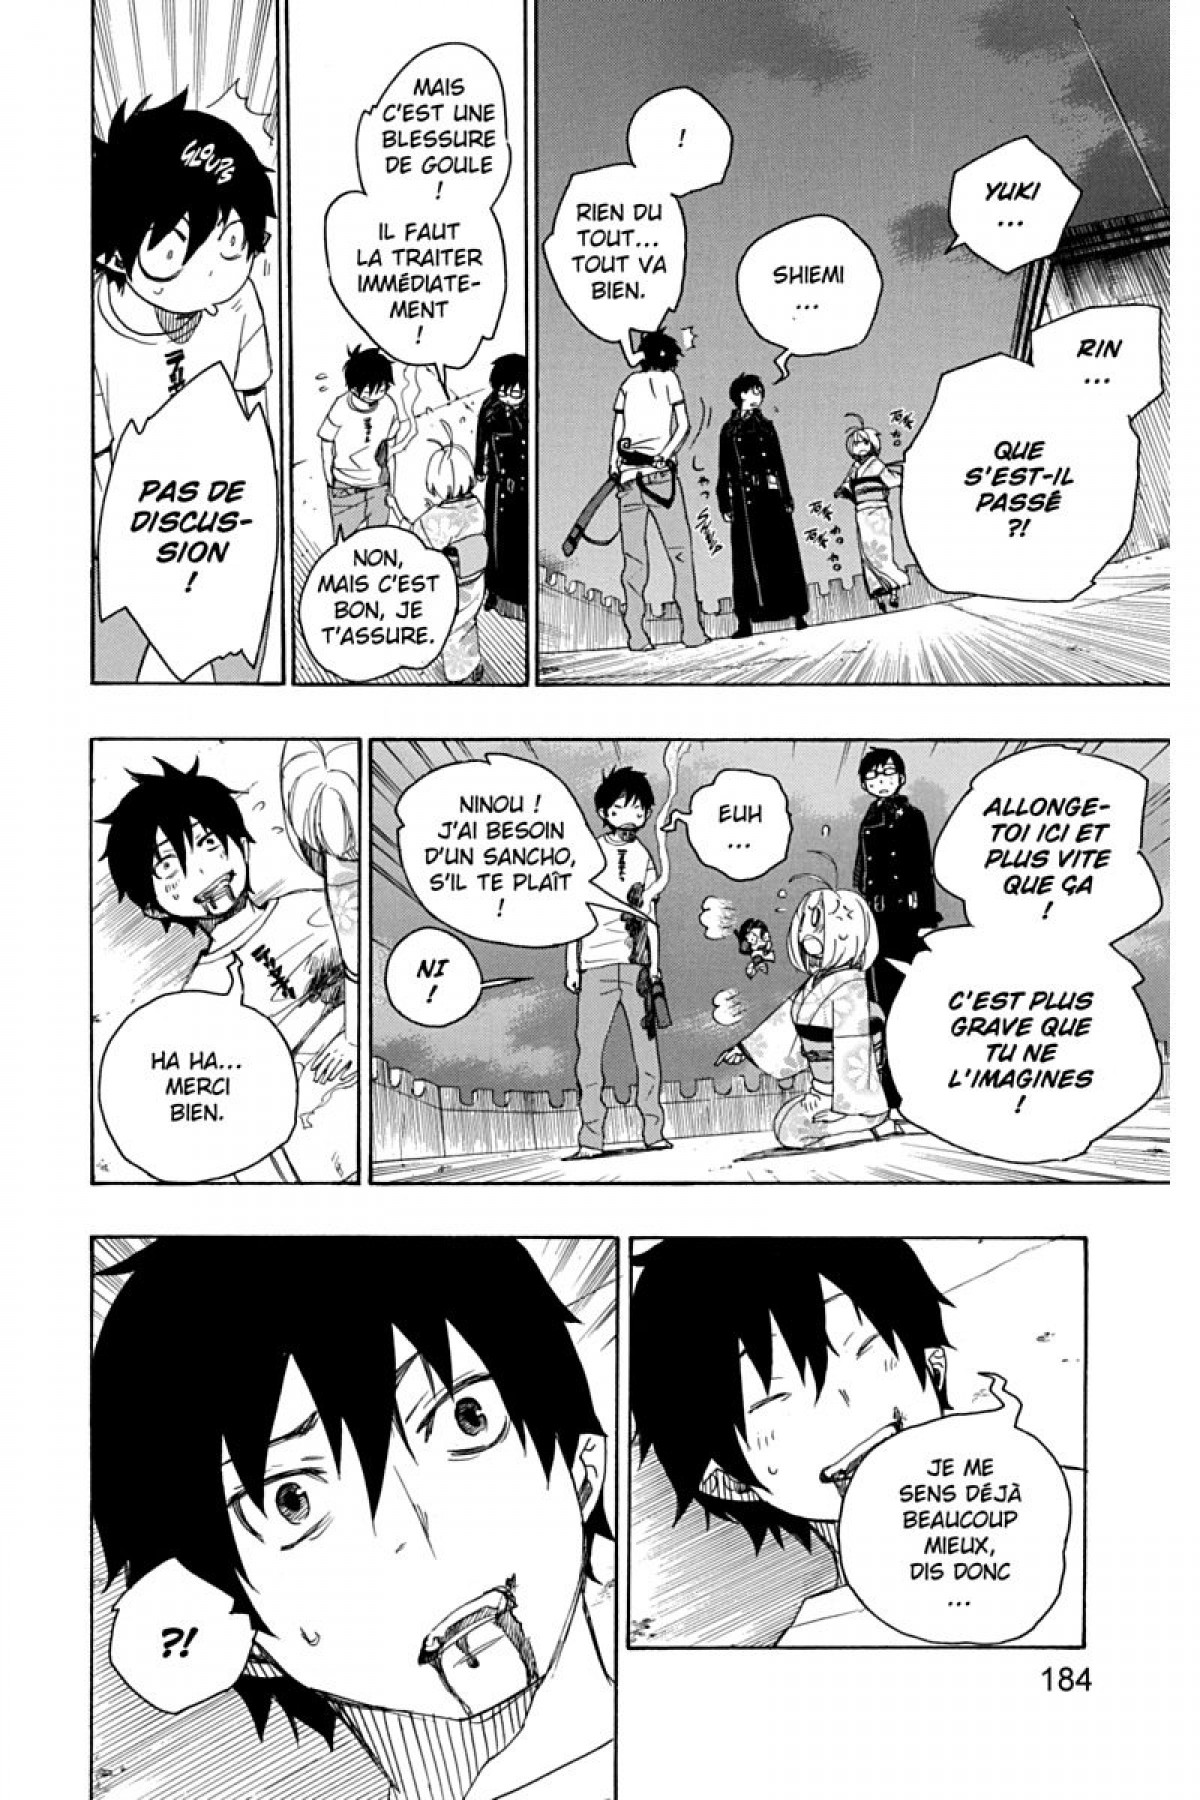 YUKI
...
RIN
...
QUE
S'EST-IL
PASSÉ
?!
SHIEMI
...
!
RIEN DU
TOUT...
TOUT VA
BIEN.
MAIS
C'EST UNE
BLESSURE
DE GOULE
!
IL FAUT
LA TRAITER
IMMÉDIATE-
MENT
!
NON,
MAIS C'EST
BON, JE
T'ASSURE.
GLOUPS
PAS DE
DISCUS-
SION
!
ALLONGE-
TOI ICI ET
PLUS VITE
QUE ÇA
!
C'EST PLUS
GRAVE QUE
TU NE
L'IMAGINES
!
EUH
...
NINOU !
J'AI BESOIN
D'UN SANCHO,
S'IL TE PLAÎT
!
NI
!
HA HA...
MERCI
BIEN.
JE ME
SENS DÉJÀ
BEAUCOUP
MIEUX,
DIS DONC
...
?!
184